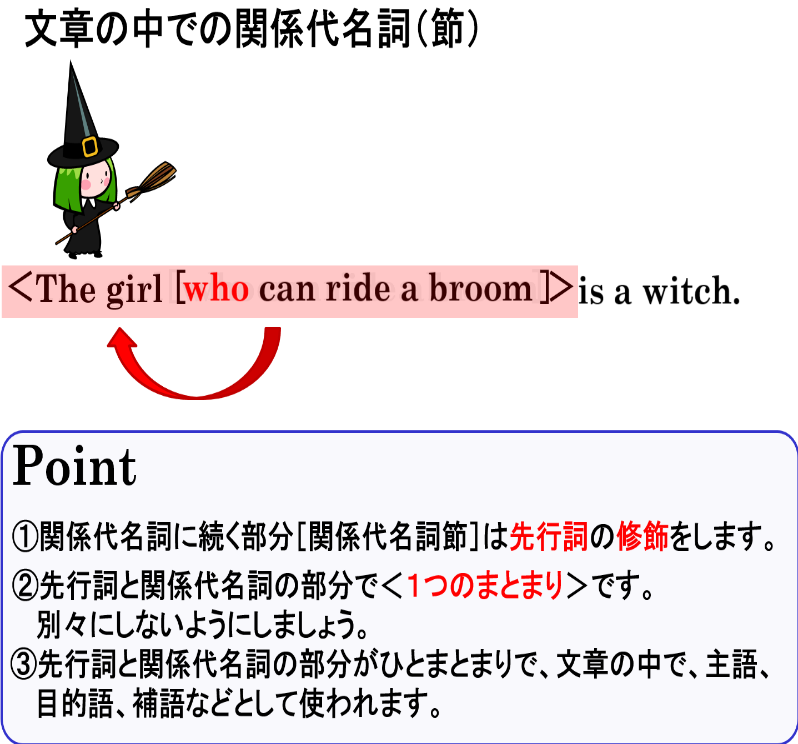 文章の中での関係代名詞(節)
<The girl [who can ride a broom]> is a witch.
Point
①関係代名詞に続く部分[関係代名詞節]は先行詞の修飾をします。
②先行詞と関係代名詞の部分で<1つのまとまり>です。
別々にしないようにしましょう。
③先行詞と関係代名詞の部分がひとまとまりで、文章の中で、主語、
目的語、補語などとして使われます。